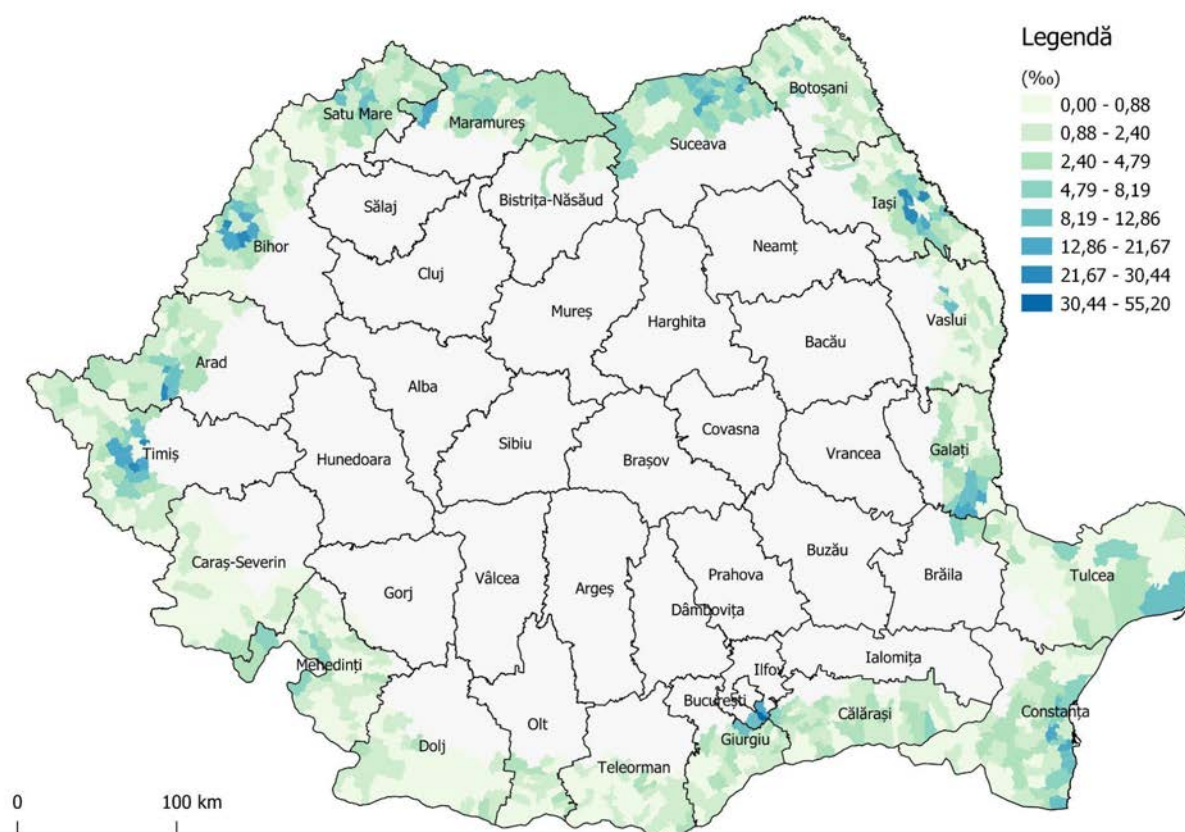 Legendă
(‰)
0,00 - 0,88
0,88 - 2,40
2,40 - 4,79
4,79 - 8,19
8,19 - 12,86
12,86 - 21,67
21,67 - 30,44
30,44 - 55,20
Botoșani
Satu Mare
Maramureș
Suceava
Bistrița-Năsăud
Iași
Sălaj
Bihor
Neamț
Cluj
Mureș
Harghita
Vaslui
Bacău
Arad
Alba
Covasna
Sibiu
Timiș
Hunedoara
Brașov
Vrancea
Galați
Caraș-Severin
Buzău
Gorj
Vâlcea
Argeș
Prahova
Brăila
Tulcea
Dâmbovița
Mehedinți
Ilfov
Ialomița
București
Călărași
Constanța
Olt
Giurgiu
Dolj
Teleorman
0 100 km